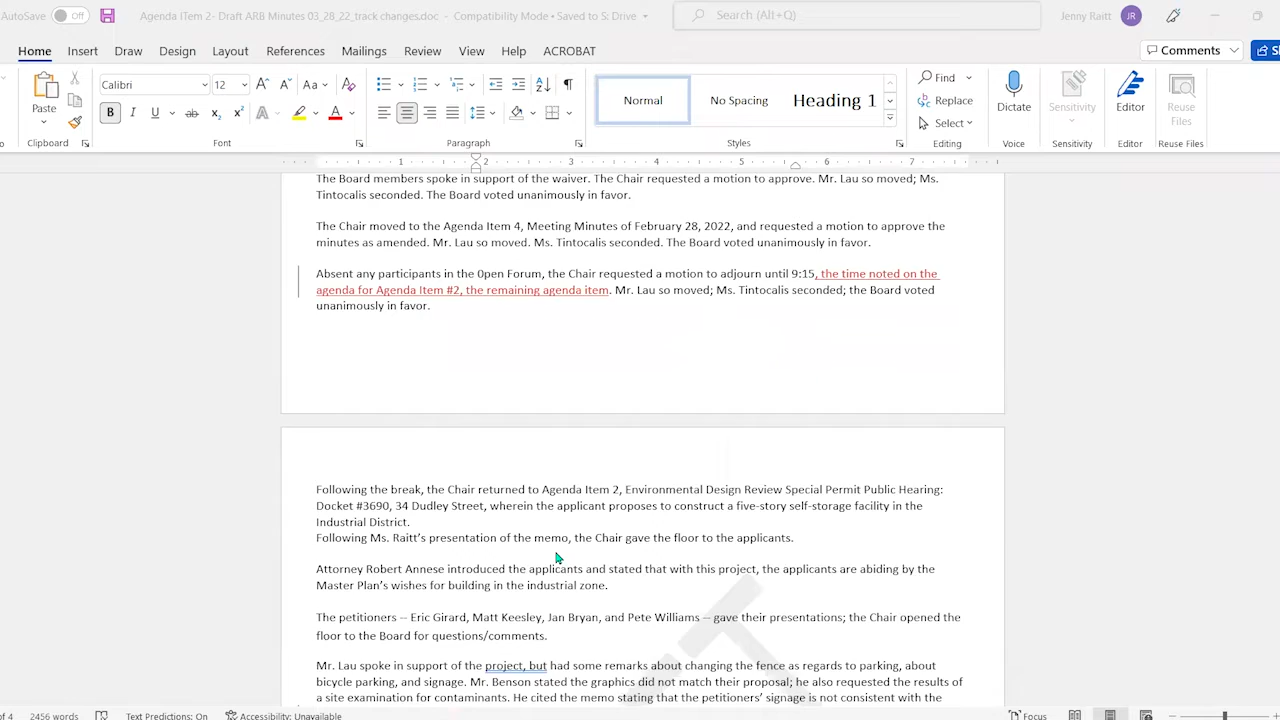 AutoSave Off Agenda ITem 2- Draft ARB Minutes 03_28_22_track changes.doc - Compatibility Mode • Saved to S: Drive Search (Alt+Q) Jenny Raitt JR
Home Insert Draw Design Layout References Mailings Review View Help ACROBAT Comments
Paste Calibri 12 Aa Normal No Spacing Heading 1 Find Replace Select Dictate Sensitivity Editor Reuse Files
Clipboard Font Paragraph Styles Editing Voice Sensitivity Editor Reuse Files
1 2 3 4 5 6 7
The Board members spoke in support of the waiver. The Chair requested a motion to approve. Mr. Lau so moved; Ms.
Tintocalis seconded. The Board voted unanimously in favor.
The Chair moved to the Agenda Item 4, Meeting Minutes of February 28, 2022, and requested a motion to approve the
minutes as amended. Mr. Lau so moved. Ms. Tintocalis seconded. The Board voted unanimously in favor.
Absent any participants in the 0pen Forum, the Chair requested a motion to adjourn until 9:15, the time noted on the
agenda for Agenda Item #2, the remaining agenda item. Mr. Lau so moved; Ms. Tintocalis seconded; the Board voted
unanimously in favor.
Following the break, the Chair returned to Agenda Item 2, Environmental Design Review Special Permit Public Hearing:
Docket #3690, 34 Dudley Street, wherein the applicant proposes to construct a five-story self-storage facility in the
Industrial District.
Following Ms. Raitt's presentation of the memo, the Chair gave the floor to the applicants.
Attorney Robert Annese introduced the applicants and stated that with this project, the applicants are abiding by the
Master Plan's wishes for building in the industrial zone.
The petitioners -- Eric Girard, Matt Keesley, Jan Bryan, and Pete Williams -- gave their presentations; the Chair opened the
floor to the Board for questions/comments.
Mr. Lau spoke in support of the project, but had some remarks about changing the fence as regards to parking, about
bicycle parking, and signage. Mr. Benson stated the graphics did not match their proposal; he also requested the results of
a site examination for contaminants. He cited the memo stating that the petitioners' signage is not consistent with the
of 4 2456 words Text Predictions: On Accessibility: Unavailable Focus